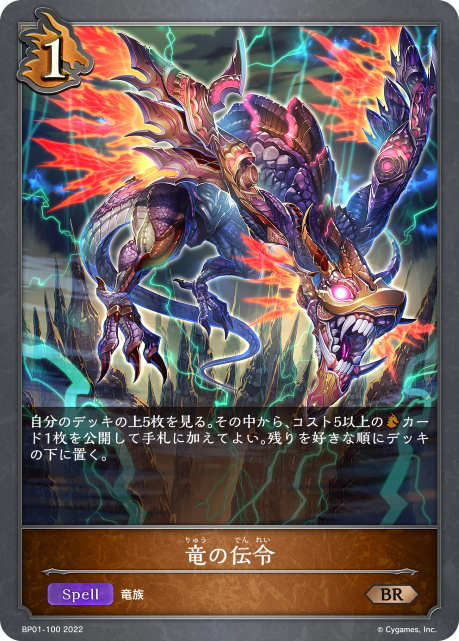 1
自分のデッキの上5枚を見る。その中から、コスト5以上のカー
ド1枚を公開して手札に加えてよい。残りを好きな順にデッキ
の下に置く。
りゅう でん れい
竜の伝令
Spell 竜族 BR
BP01-100 2022 © Cygames, Inc.